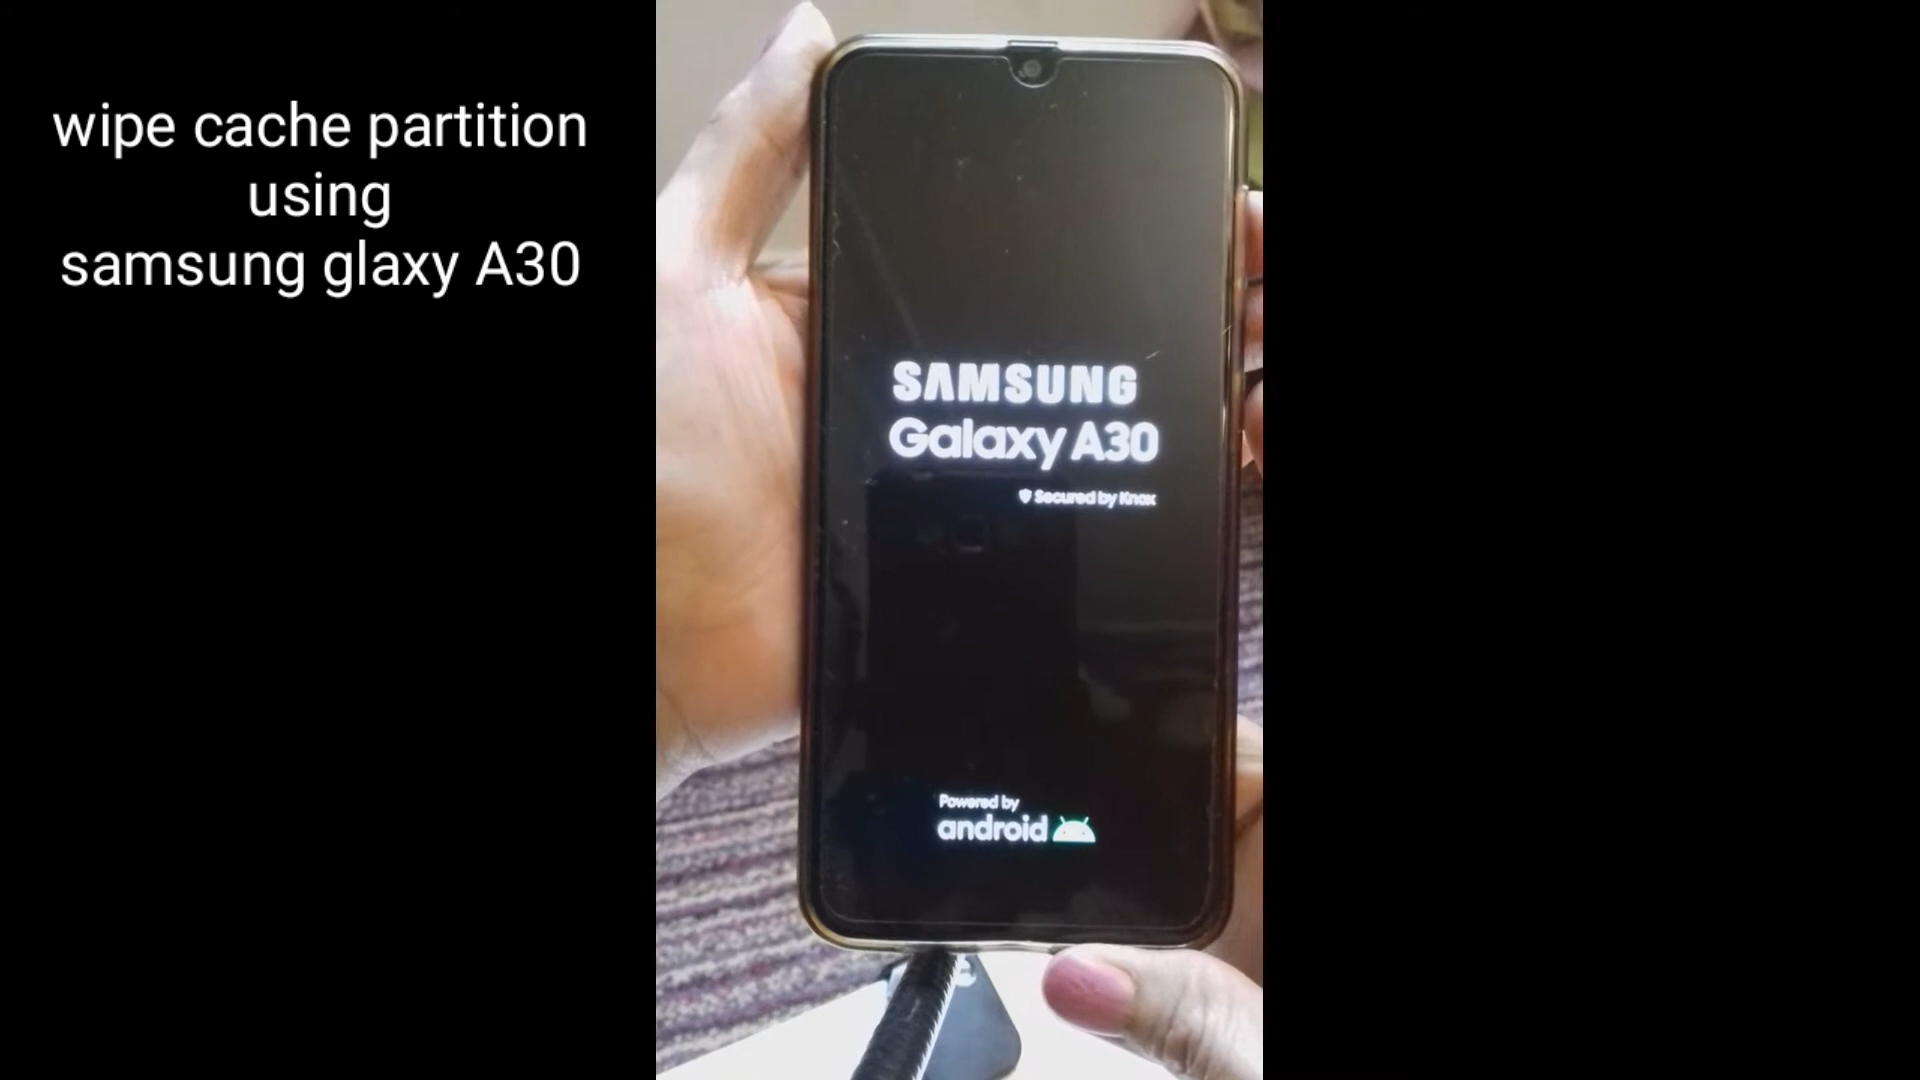 wipe cache partition
using
samsung glaxy A30
SAMSUNG
Galaxy A30
Secured by Knox
Powered by
android